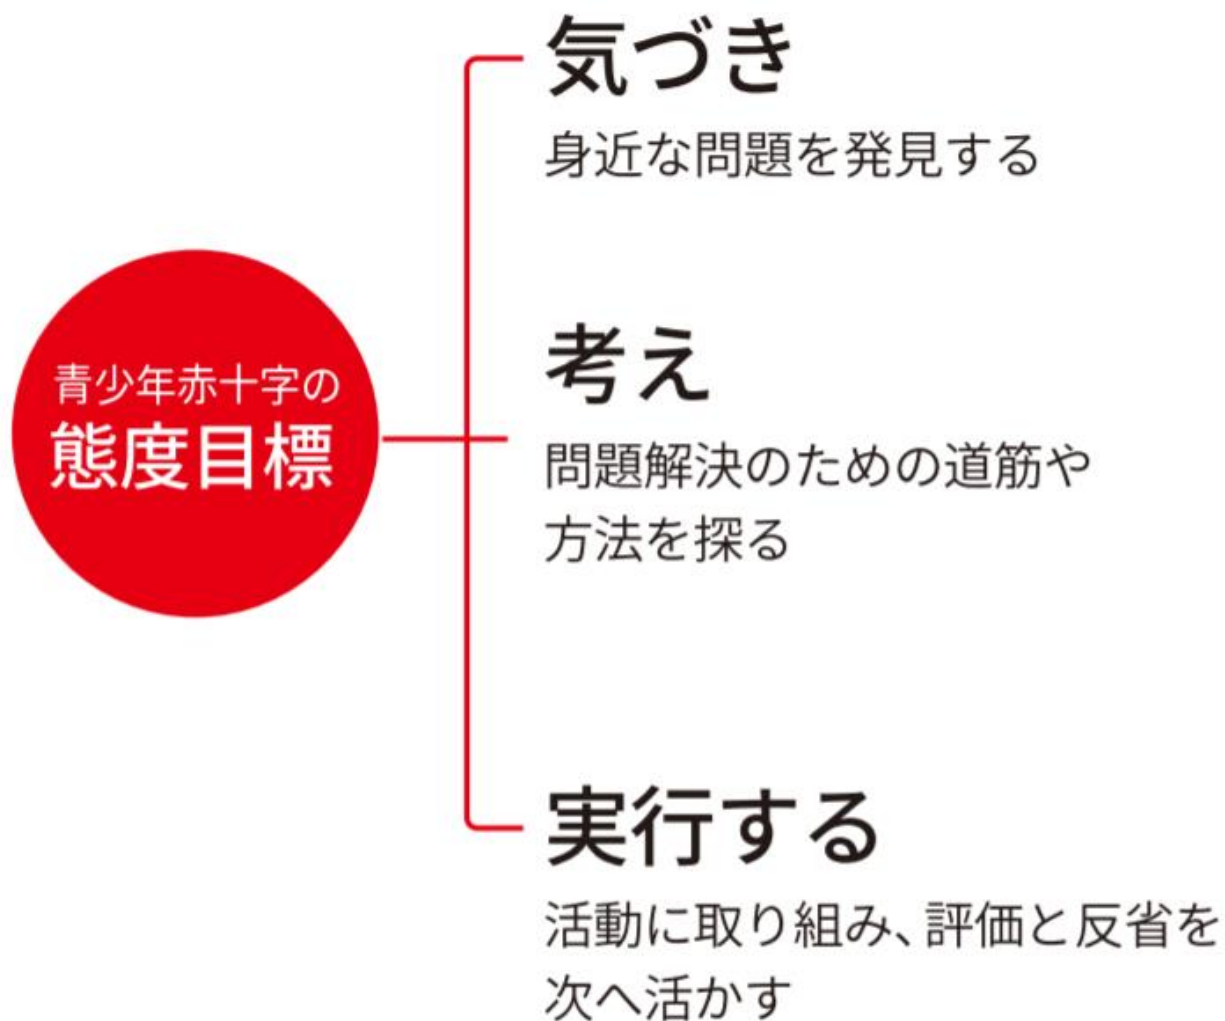 青少年赤十字の
態度目標
気づき
身近な問題を発見する
考え
問題解決のための道筋や
方法を探る
実行する
活動に取り組み、評価と反省を
次へ活かす